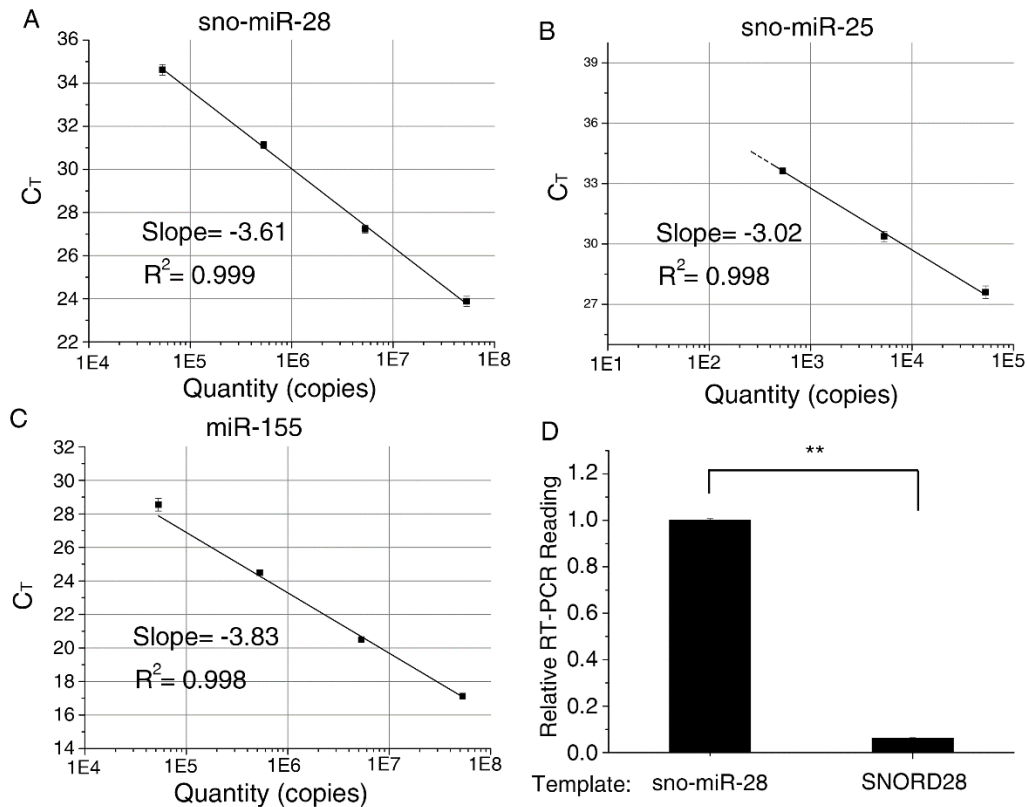 A
sno-miR-28
36
34
32
30
28
26
24
22
C_T
Slope= -3.61
R²= 0.999
1E4 1E5 1E6 1E7 1E8
Quantity (copies)
B
sno-miR-25
39
36
33
30
27
C_T
Slope= -3.02
R²= 0.998
1E1 1E2 1E3 1E4 1E5
Quantity (copies)
C
miR-155
32
30
28
26
24
22
20
18
16
14
C_T
Slope= -3.83
R²= 0.998
1E4 1E5 1E6 1E7 1E8
Quantity (copies)
D
**
1.2
1.0
0.8
0.6
0.4
0.2
0.0
Relative RT-PCR Reading
Template: sno-miR-28 SNORD28